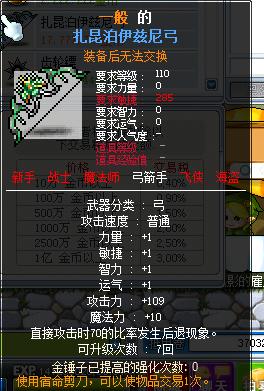 般 的
扎昆泊伊兹尼弓
装备后无法交换
要求等级 : 110
要求力量 : 0
要求敏捷 : 285
要求智力 : 0
要求运气 : 0
要求人气度 : -
道具等级 : -
道具经验值 : -
新手 战士 魔法师 弓箭手 飞侠 海盗
武器分类 : 弓
攻击速度 : 普通
力量 : +1
敏捷 : +1
智力 : +1
运气 : +1
攻击力 : +109
魔法力 : +10
直接攻击时70的比率发生后退现象。
可升级次数 : 7回
金锤子已提高的强化次数: 0
使用宿命剪刀,可以使物品交易1次